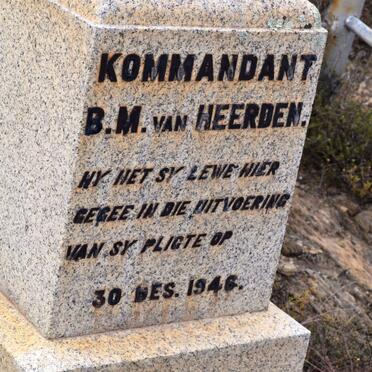 KOMMANDANT
B.M. VAN HEERDEN.
HY HET SY LEWE HIER
GEGEE IN DIE UITVOERING
VAN SY PLIGTE OP
30 DES. 1946.